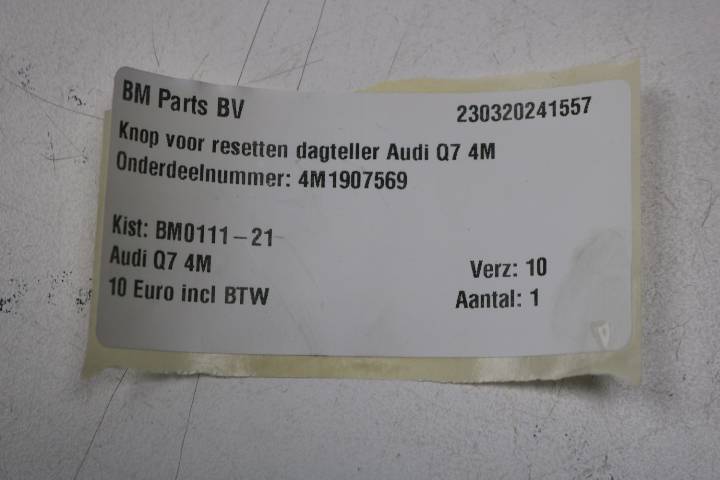 BM Parts BV 230320241557
Knop voor resetten dagteller Audi Q7 4M
Onderdeelnummer: 4M1907569
Kist: BM0111-21
Audi Q7 4M Verz: 10
10 Euro incl BTW Aantal: 1